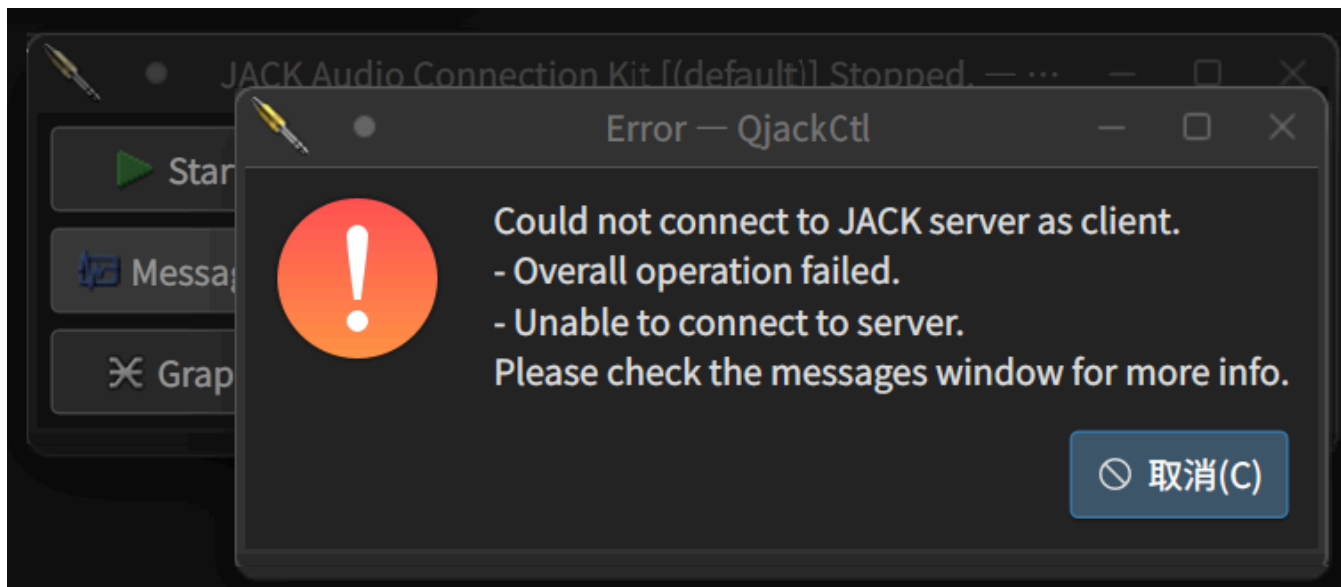 JACK Audio Connection Kit [(default)] Stopped. — ...
Error — QjackCtl
Star
Could not connect to JACK server as client.
- Overall operation failed.
Messag
- Unable to connect to server.
Grap
Please check the messages window for more info.
取消(C)